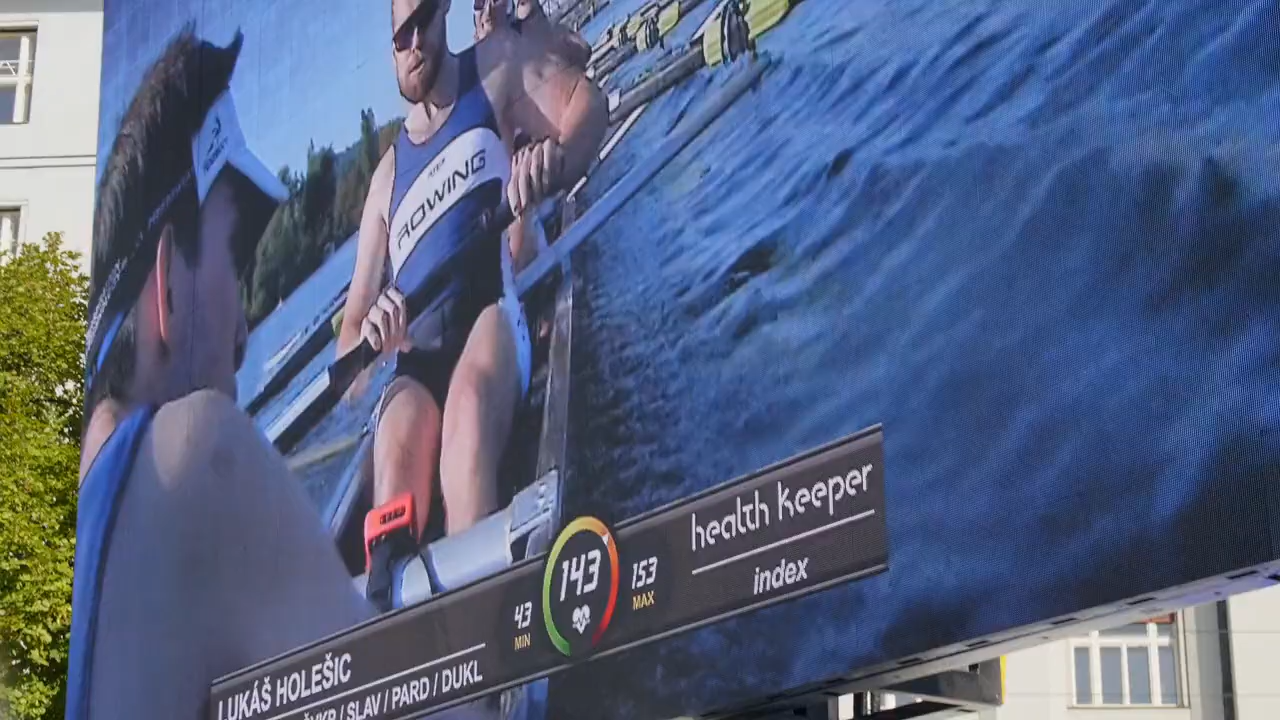 ROWING
health keeper
index
143
43
MIN
153
MAX
LUKÁŠ HOLEŠIC
/ SLAV / PARD / DUKL